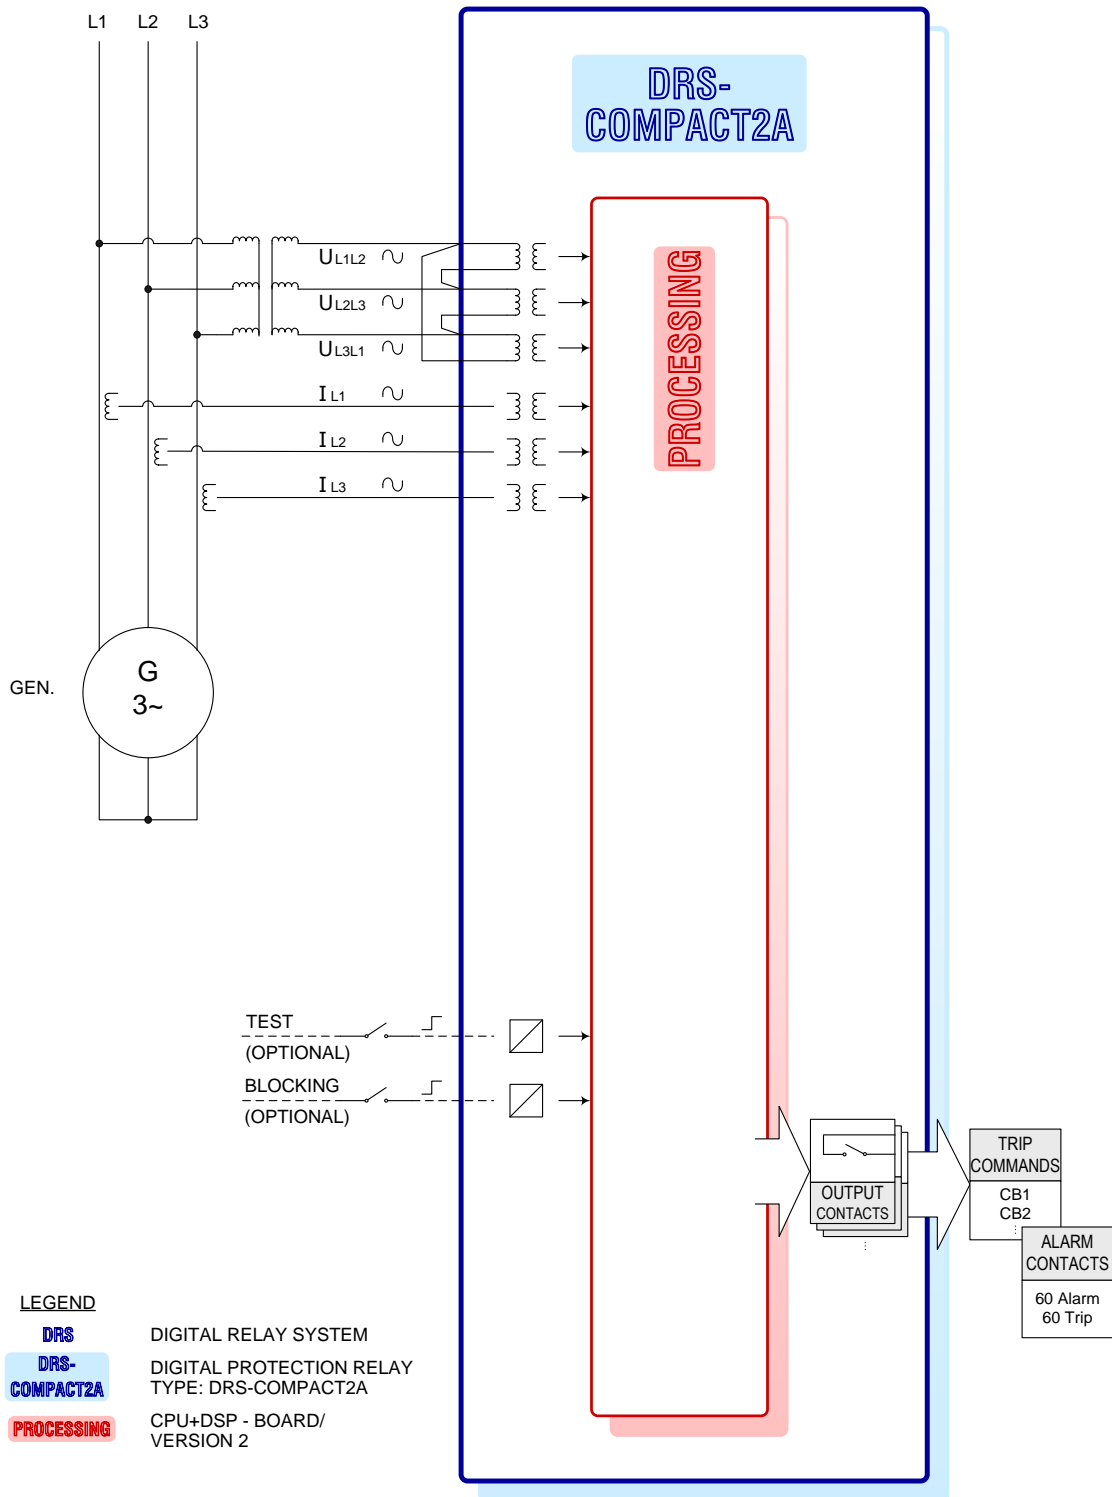 L1 L2 L3
DRS-
COMPACT2A
PROCESSING
UL1L2
UL2L3
UL3L1
IL1
IL2
IL3
G
3~
GEN.
TEST
(OPTIONAL)
BLOCKING
(OPTIONAL)
OUTPUT
CONTACTS
TRIP
COMMANDS
CB1
CB2
ALARM
CONTACTS
60 Alarm
60 Trip
LEGEND
DRS DIGITAL RELAY SYSTEM
DRS-
COMPACT2A
DIGITAL PROTECTION RELAY
TYPE: DRS-COMPACT2A
PROCESSING
CPU+DSP - BOARD/
VERSION 2